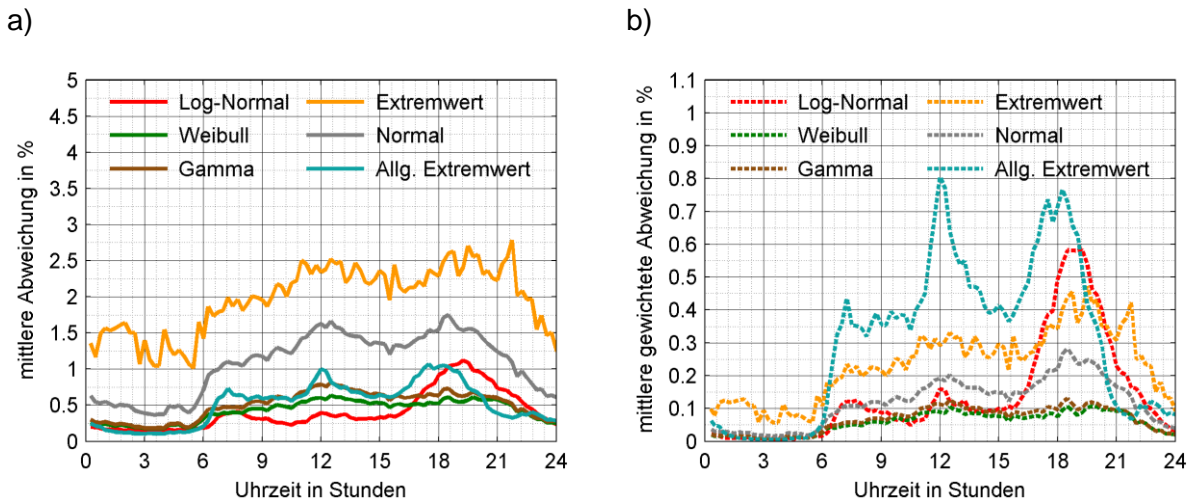 a)
5
4.5
4
3.5
3
2.5
2
1.5
1
0.5
0
mittlere Abweichung in %
Log-Normal Extremwert
Weibull Normal
Gamma Allg. Extremwert
0 3 6 9 12 15 18 21 24
Uhrzeit in Stunden
b)
1.1
1
0.9
0.8
0.7
0.6
0.5
0.4
0.3
0.2
0.1
0
mittlere gewichtete Abweichung in %
Log-Normal Extremwert
Weibull Normal
Gamma Allg. Extremwert
0 3 6 9 12 15 18 21 24
Uhrzeit in Stunden